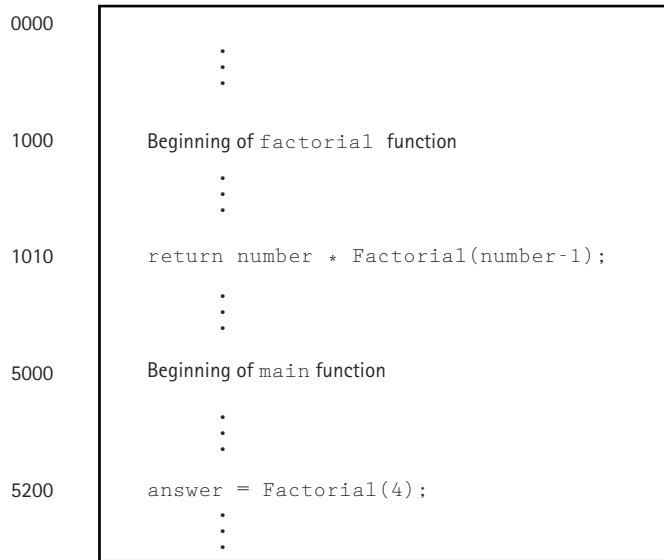 0000
1000 Beginning of factorial function
1010 return number * Factorial(number-1);
5000 Beginning of main function
5200 answer = Factorial(4);